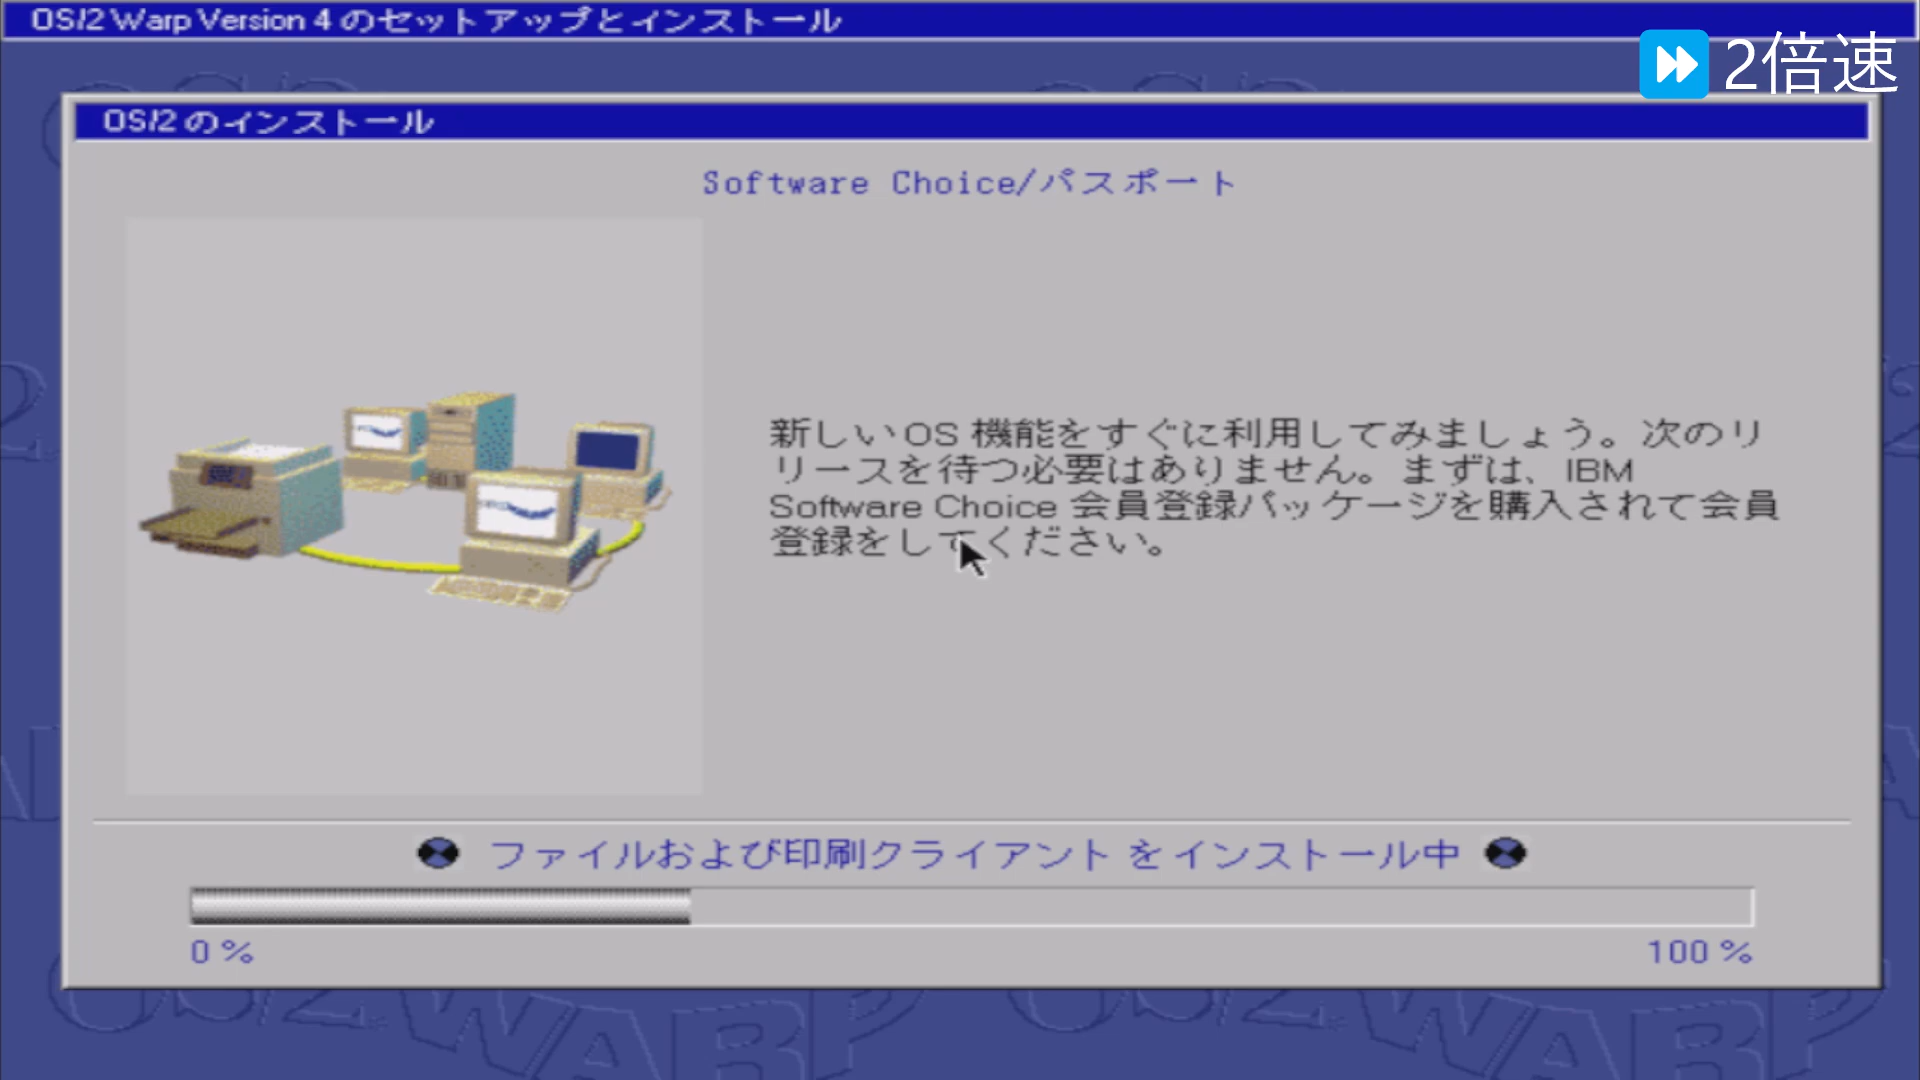 OS/2 Warp Version 4 のセットアップとインストール
2倍速
OS/2 のインストール
Software Choice/パスポート
新しいOS 機能をすぐに利用してみましょう。次のリ
リースを待つ必要はありません。まずは、IBM
Software Choice 会員登録パッケージを購入されて会員
登録をしてください。
ファイルおよび印刷クライアント をインストール中
0 %
100 %
OS/2 WARP
OS/2 WARP